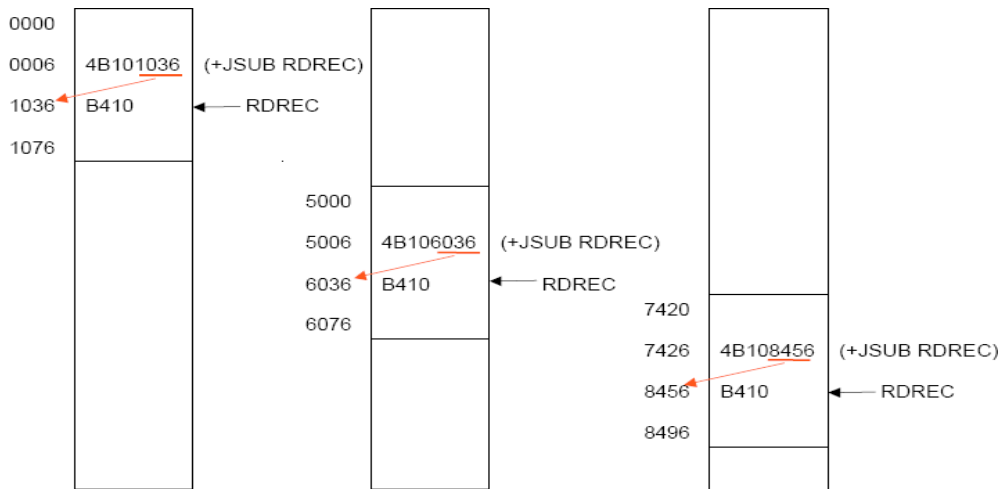 0000
0006 4B101036 (+JSUB RDREC)
1036 B410 RDREC
1076
5000
5006 4B106036 (+JSUB RDREC)
6036 B410 RDREC
6076
7420
7426 4B108456 (+JSUB RDREC)
8456 B410 RDREC
8496